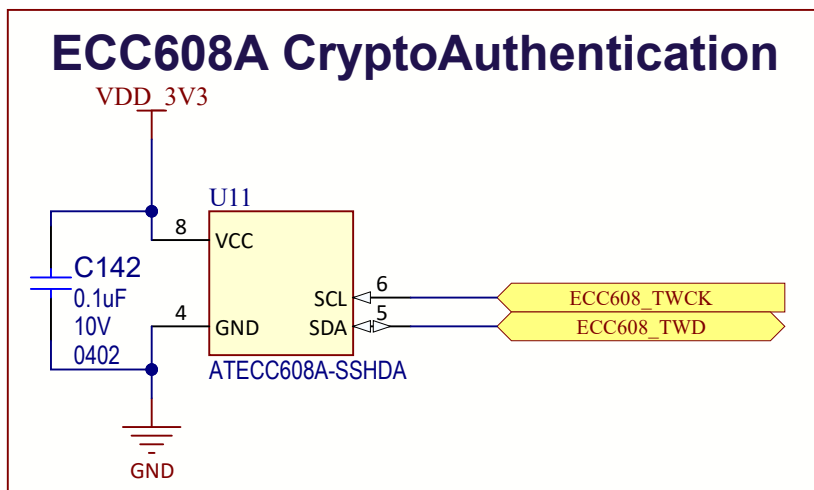 ECC608A CryptoAuthentication
VDD_3V3
U11
8
VCC
C142
0.1uF
10V
0402
6
SCL
ECC608_TWCK
4
GND
5
SDA
ECC608_TWD
ATECC608A-SSHDA
GND